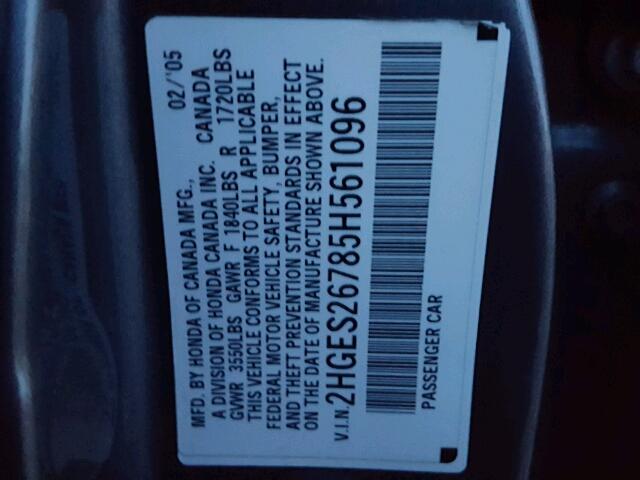 MFD. BY HONDA OF CANADA MFG., 02/'05
A DIVISION OF HONDA CANADA INC. CANADA
GVWR 3550LBS GAWR F 1840LBS R 1720LBS
THIS VEHICLE CONFORMS TO ALL APPLICABLE
FEDERAL MOTOR VEHICLE SAFETY, BUMPER,
AND THEFT PREVENTION STANDARDS IN EFFECT
ON THE DATE OF MANUFACTURE SHOWN ABOVE.
V.I.N. 2HGES26785H561096
PASSENGER CAR